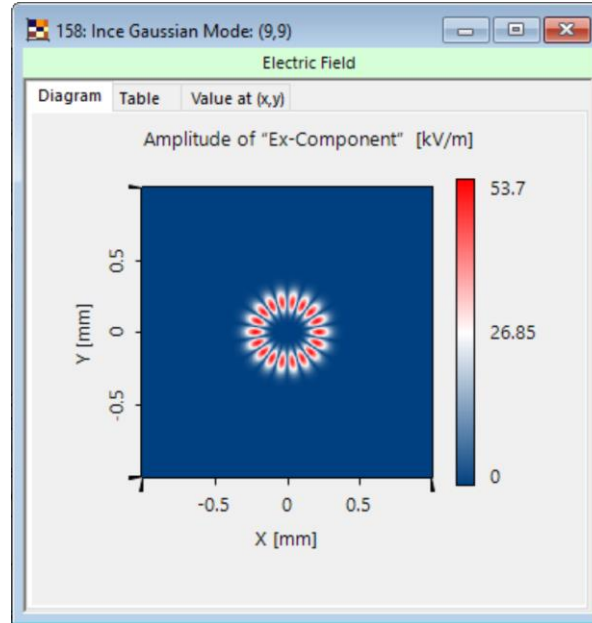 158: Ince Gaussian Mode: (9,9)
Electric Field
Diagram Table Value at (x,y)
Amplitude of "Ex-Component" [kV/m]
53.7
0.5
Y [mm]
0
26.85
-0.5
0
-0.5 0 0.5
X [mm]